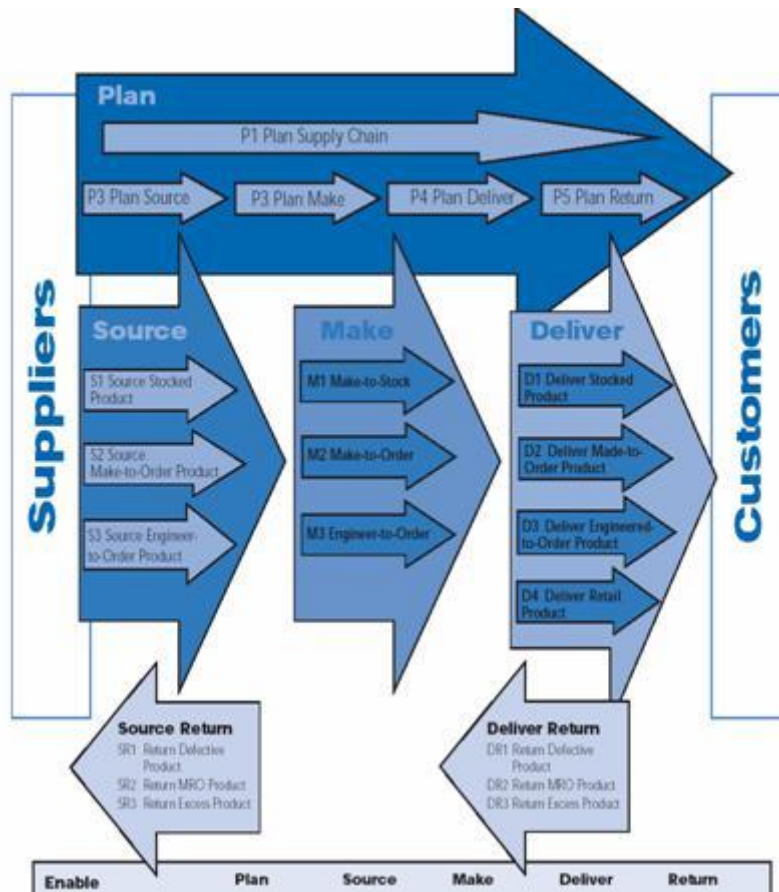 Plan
P1 Plan Supply Chain
P3 Plan Source
P3 Plan Make
P4 Plan Deliver
P5 Plan Return
Suppliers
Customers
Source
S1 Source Stocked
Product
S2 Source
Make-to-Order Product
S3 Source Engineer-
to-Order Product
Make
M1 Make-to-Stock
M2 Make-to-Order
M3 Engineer-to-Order
Deliver
D1 Deliver Stocked
Product
D2 Deliver Made-to-
Order Product
D3 Deliver Engineered-
to-Order Product
D4 Deliver Retail
Product
Source Return
SR1 Return Defective
Product
SR2 Return MRO Product
SR3 Return Excess Product
Deliver Return
DR1 Return Defective
Product
DR2 Return MRO Product
DR3 Return Excess Product
Enable Plan Source Make Deliver Return